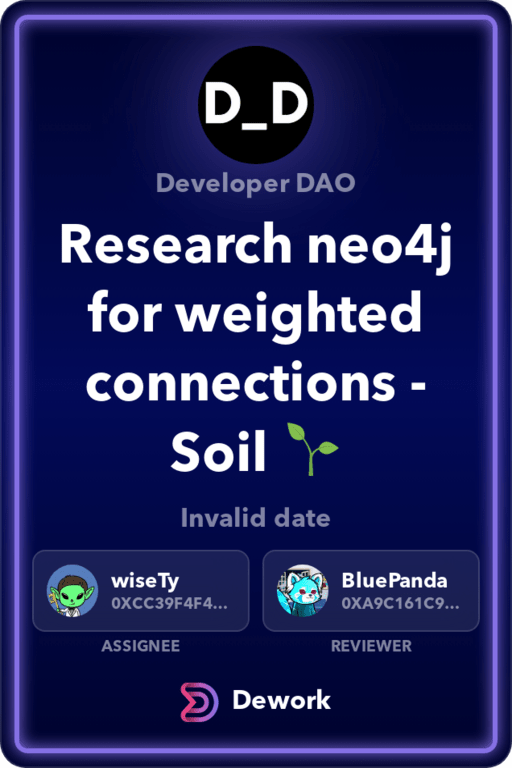 D_D
Developer DAO
Research neo4j
for weighted
connections -
Soil 🌱
Invalid date
wiseTy
0XCC39F4F4...
ASSIGNEE
BluePanda
0XA9C161C9...
REVIEWER
Dework